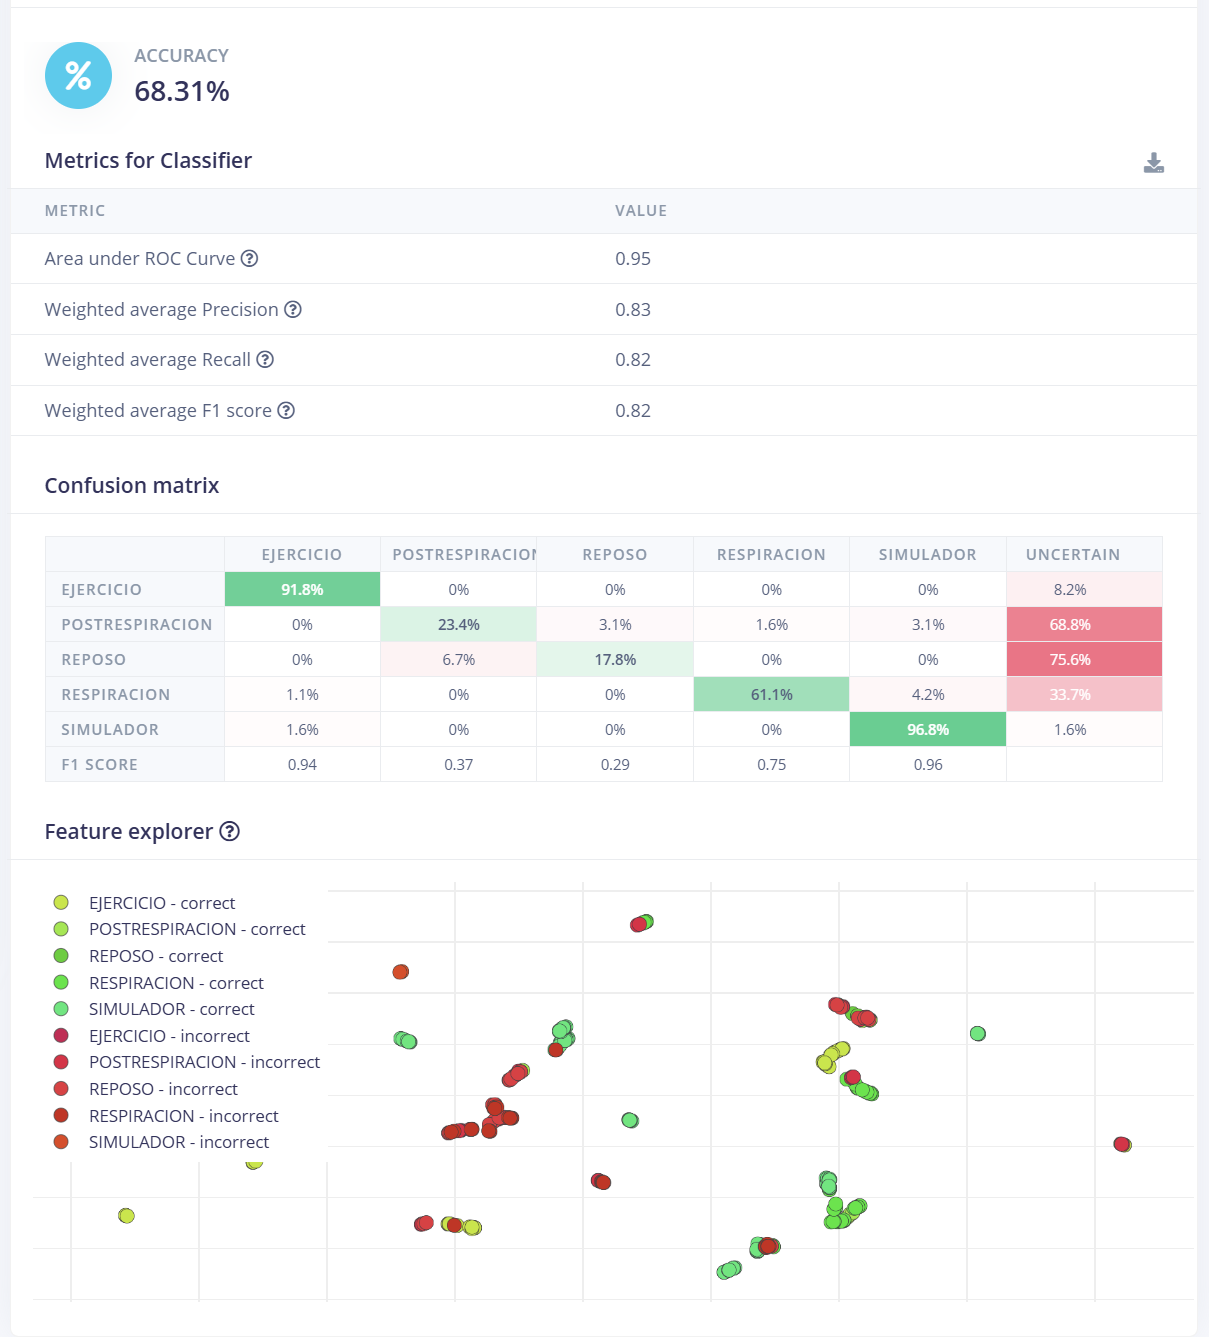 %
ACCURACY
68.31%
Metrics for Classifier
METRIC VALUE
Area under ROC Curve ? 0.95
Weighted average Precision ? 0.83
Weighted average Recall ? 0.82
Weighted average F1 score ? 0.82
Confusion matrix
EJERCICIO POSTRESPIRACION REPOSO RESPIRACION SIMULADOR UNCERTAIN
EJERCICIO 91.8% 0% 0% 0% 0% 8.2%
POSTRESPIRACION 0% 23.4% 3.1% 1.6% 3.1% 68.8%
REPOSO 0% 6.7% 17.8% 0% 0% 75.6%
RESPIRACION 1.1% 0% 0% 61.1% 4.2% 33.7%
SIMULADOR 1.6% 0% 0% 0% 96.8% 1.6%
F1 SCORE 0.94 0.37 0.29 0.75 0.96
Feature explorer ?
EJERCICIO - correct
POSTRESPIRACION - correct
REPOSO - correct
RESPIRACION - correct
SIMULADOR - correct
EJERCICIO - incorrect
POSTRESPIRACION - incorrect
REPOSO - incorrect
RESPIRACION - incorrect
SIMULADOR - incorrect